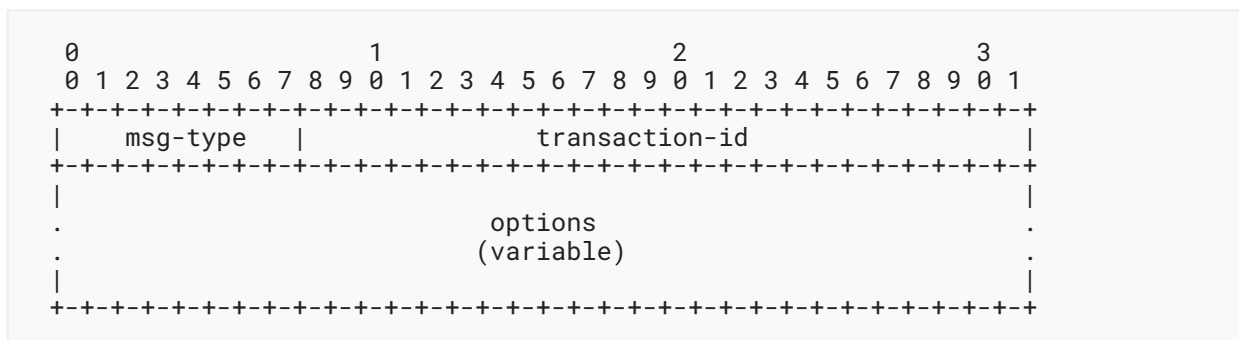 0                   1                   2                   3
 0 1 2 3 4 5 6 7 8 9 0 1 2 3 4 5 6 7 8 9 0 1 2 3 4 5 6 7 8 9 0 1
+-+-+-+-+-+-+-+-+-+-+-+-+-+-+-+-+-+-+-+-+-+-+-+-+-+-+-+-+-+-+-+-+
|    msg-type   |               transaction-id                  |
+-+-+-+-+-+-+-+-+-+-+-+-+-+-+-+-+-+-+-+-+-+-+-+-+-+-+-+-+-+-+-+-+
|                                                               |
.                            options                            .
.                           (variable)                          .
|                                                               |
+-+-+-+-+-+-+-+-+-+-+-+-+-+-+-+-+-+-+-+-+-+-+-+-+-+-+-+-+-+-+-+-+